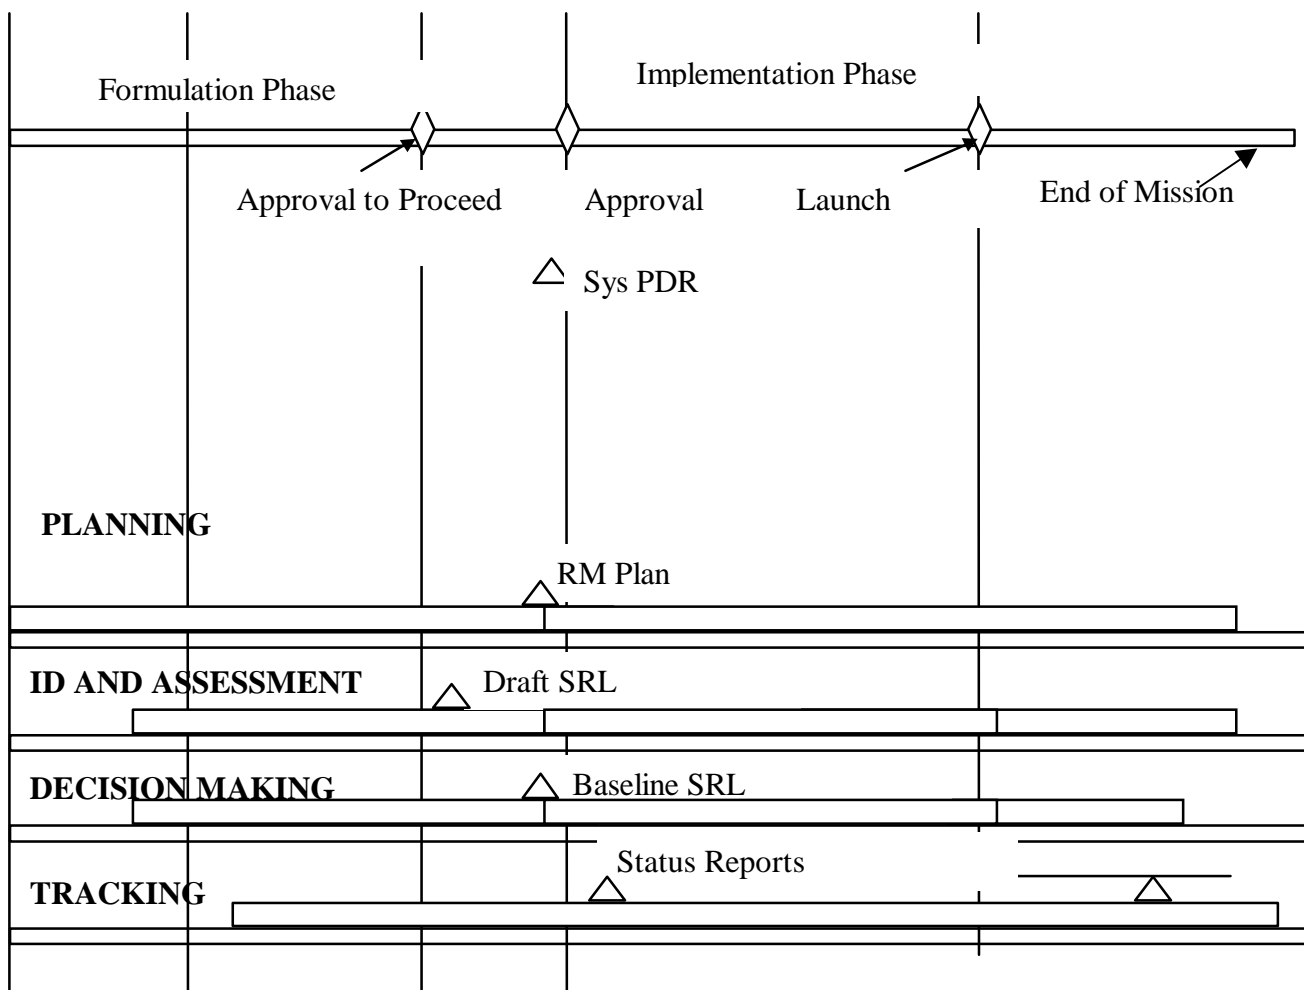 Formulation Phase
Implementation Phase
Approval to Proceed
Approval
Launch
End of Mission
Sys PDR
PLANNING
RM Plan
ID AND ASSESSMENT
Draft SRL
DECISION MAKING
Baseline SRL
Status Reports
TRACKING